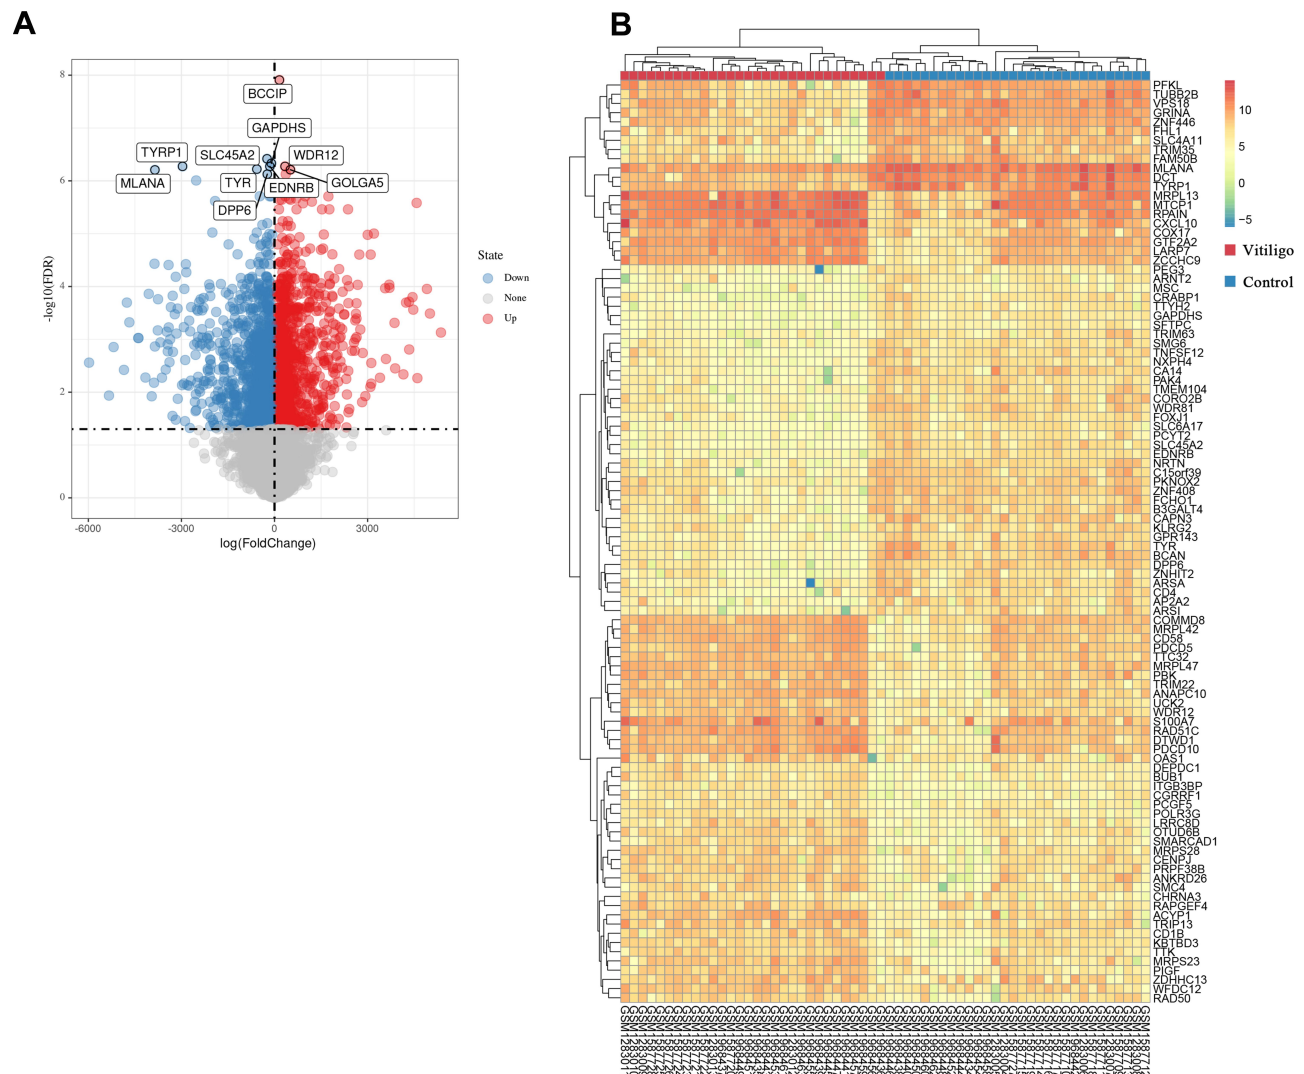 A
B
8
6
4
2
0
-log10(FDR)
BCCIP
GAPDHS
TYRP1
SLC45A2
WDR12
MLANA
TYR
EDNRB
GOLGA5
DPP6
-6000
-3000
0
3000
log(FoldChange)
State
Down
None
Up
PFKL
TUBB2B
VPS18
GRINA
ZNF446
FHL1
SLC4A11
TRIM35
FAM50B
MLANA
DCT
TYRP1
MRPL13
MTCP1
RPAIN
CXCL10
COX17
GTF2A2
LARP7
ZCCHC9
PEG3
ARNT2
MSC
CRABP1
TTYH2
GAPDHS
SFTPC
TRIM63
SMG6
TNFSF12
NXPH4
CA14
PAK4
TMEM104
CORO2B
WDR81
FOXJ1
SLC6A17
PCYT2
SLC45A2
EDNRB
NRTN
C15orf39
PKNOX2
ZNF408
FCHO1
B3GALT4
CAPN3
KLRG2
GPR143
TYR
BCAN
DPP6
ZNHIT2
ARSA
CD4
AP2A2
ARSI
COMMD8
MRPL42
CD58
PDCD5
TTC32
MRPL47
PBK
TRIM22
ANAPC10
UCK2
WDR12
S100A7
RAD51C
DTWD1
PDCD10
OAS1
DEPDC1
BUB1
ITGB3BP
CGRRF1
PCGF5
POLR3G
LRRC8D
OTUD6B
SMARCAD1
MRPS28
CENPJ
PRPF38B
ANKRD26
SMC4
CHRNA3
RAPGEF4
ACYP1
TRIP13
CD1B
KBTBD3
TTK
MRPS23
PIGF
ZDHHC13
WFDC12
RAD50
10
5
0
−5
Vitiligo
Control